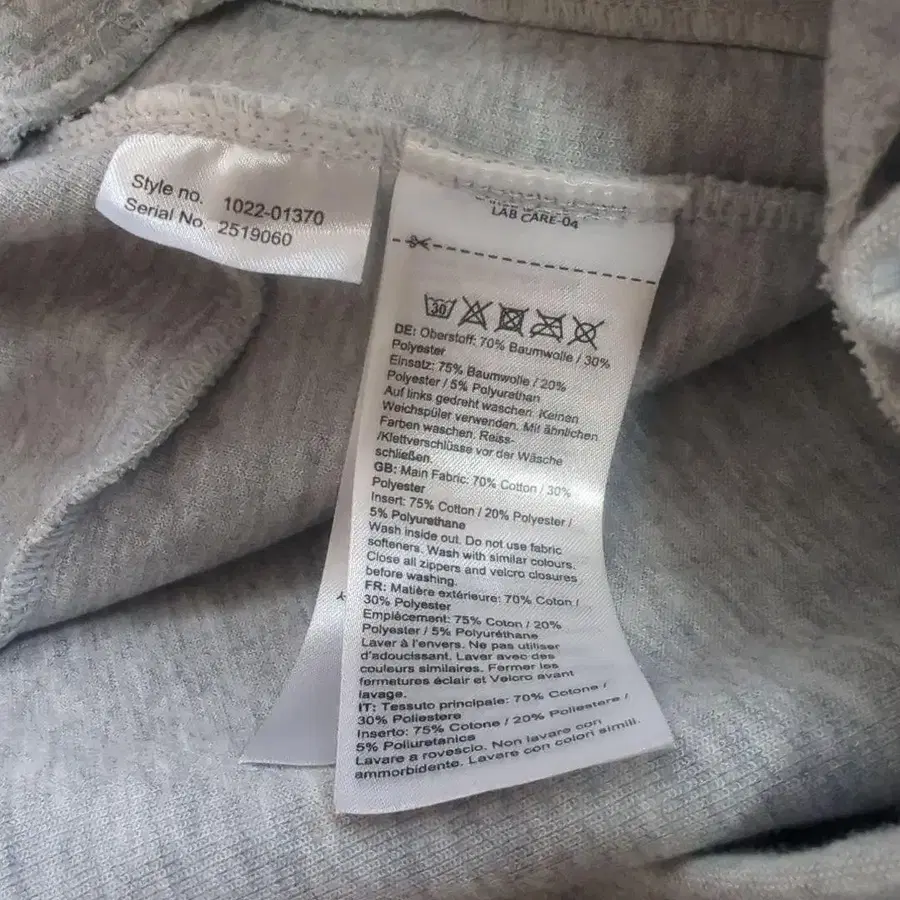 Style no. 1022-01370
Serial No. 2519060
LAB CARE-04
30
DE: Oberstoff: 70% Baumwolle / 30%
Polyester
Einsatz: 75% Baumwolle / 20%
Polyester / 5% Polyurethan
Auf links gedreht waschen. Keinen
Weichspüler verwenden. Mit ähnlichen
Farben waschen. Reiss-
/Klettverschlüsse vor der Wäsche
schließen.
GB: Main Fabric: 70% Cotton / 30%
Polyester
Insert: 75% Cotton / 20% Polyester /
5% Polyurethane
Wash inside out. Do not use fabric
softeners. Wash with similar colours.
Close all zippers and velcro closures
before washing.
FR: Matière extérieure: 70% Coton /
30% Polyester
Emplècement: 75% Coton / 20%
Polyester / 5% Polyuréthane
Laver à l'envers. Ne pas utiliser
d'adoucissant. Laver avec des
couleurs similaires. Fermer les
fermetures éclair et Velcro avant
lavage.
IT: Tessuto principale: 70% Cotone /
30% Poliestere
Inserto: 75% Cotone / 20% Poliestere /
5% Poliuretanica
Lavare a rovescio. Non lavare con
ammorbidente. Lavare con colori simili.